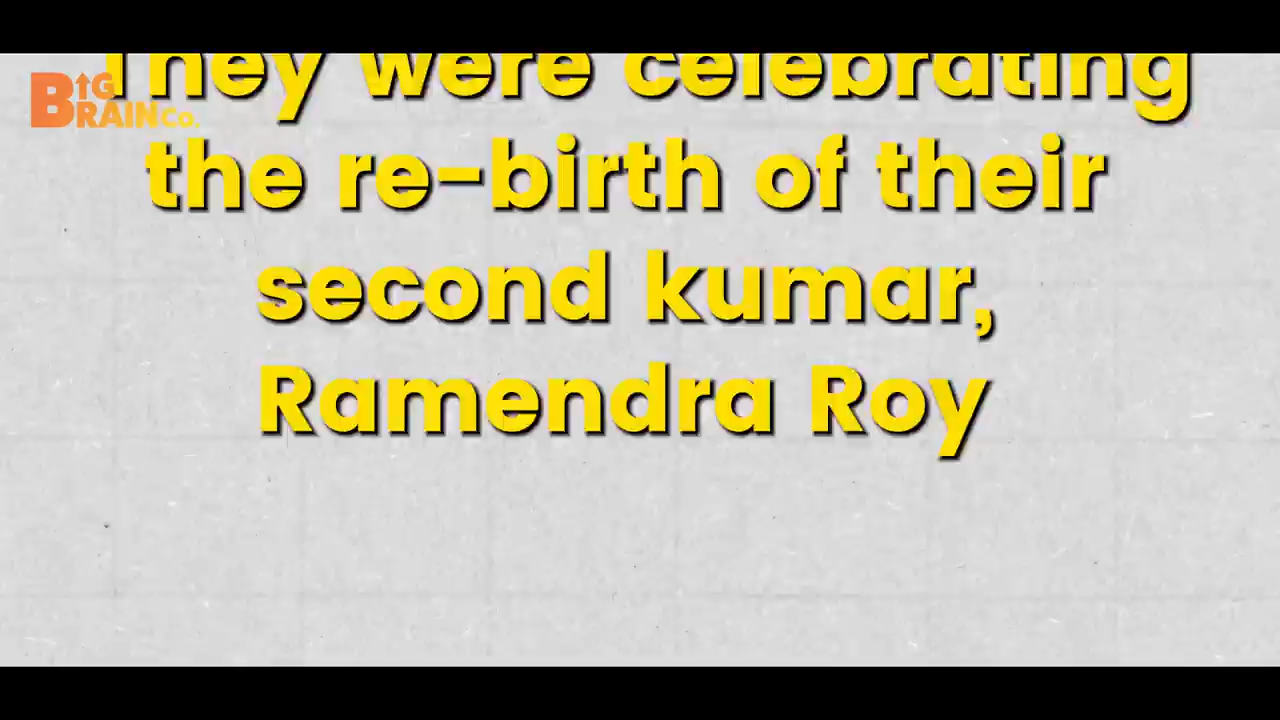 They were celebrating
BIG
BRAIN Co.
the re-birth of their
second kumar,
Ramendra Roy